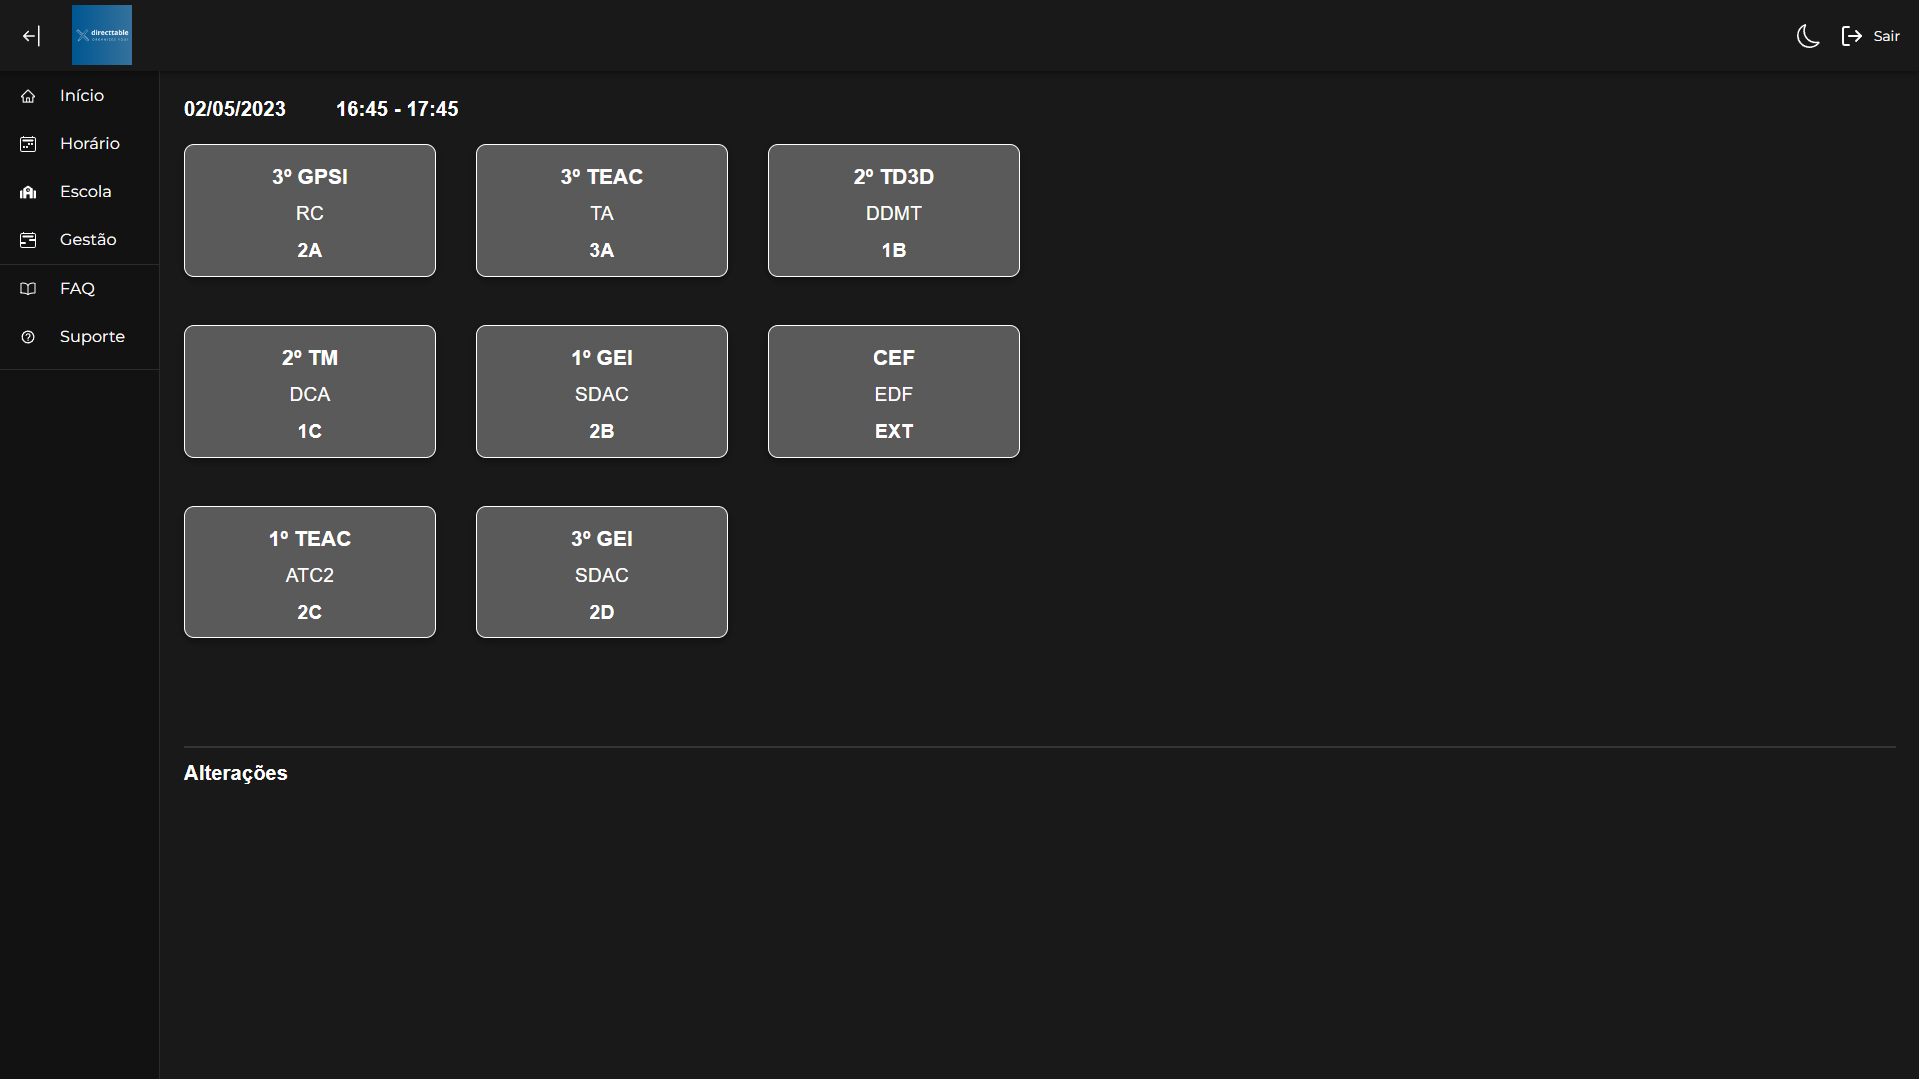 directtable
Sair
Início
Horário
Escola
Gestão
FAQ
Suporte
02/05/2023 16:45 - 17:45
3º GPSI
RC
2A
3º TEAC
TA
3A
2º TD3D
DDMT
1B
2º TM
DCA
1C
1º GEI
SDAC
2B
CEF
EDF
EXT
1º TEAC
ATC2
2C
3º GEI
SDAC
2D
Alterações